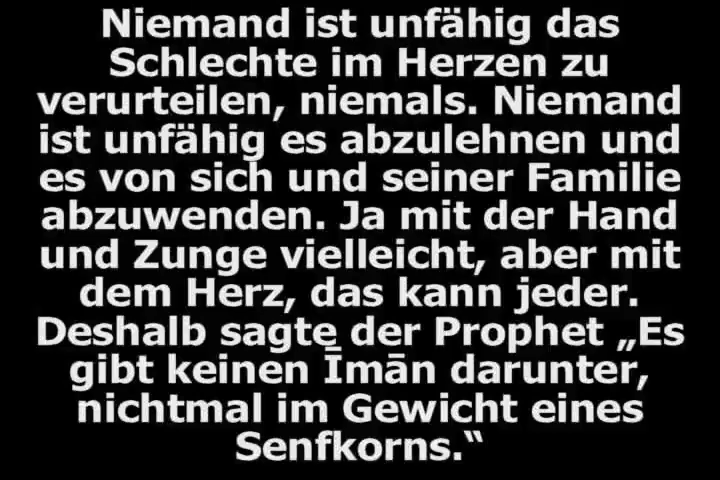 Niemand ist unfähig das
Schlechte im Herzen zu
verurteilen, niemals. Niemand
ist unfähig es abzulehnen und
es von sich und seiner Familie
abzuwenden. Ja mit der Hand
und Zunge vielleicht, aber mit
dem Herz, das kann jeder.
Deshalb sagte der Prophet „Es
gibt keinen Īmān darunter,
nichtmal im Gewicht eines
Senfkorns.“